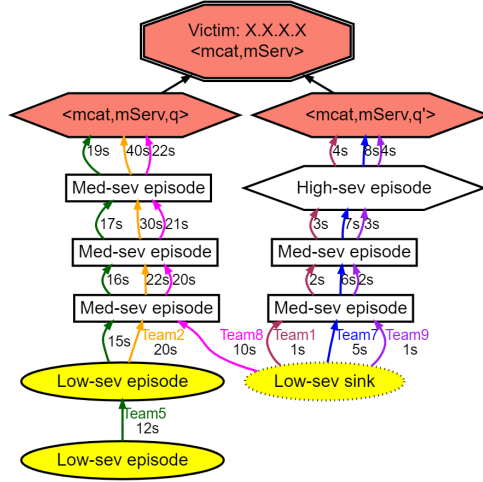 Victim: X.X.X.X
<mcat,mServ>
<mcat,mServ,q>
<mcat,mServ,q'>
19s
40s
22s
4s
8s
4s
Med-sev episode
High-sev episode
17s
30s
21s
3s
7s
3s
Med-sev episode
Med-sev episode
16s
22s
20s
2s
6s
2s
Med-sev episode
Med-sev episode
15s
Team2
20s
Team8
10s
Team1
1s
Team7
5s
Team9
1s
Low-sev episode
Low-sev sink
Team5
12s
Low-sev episode